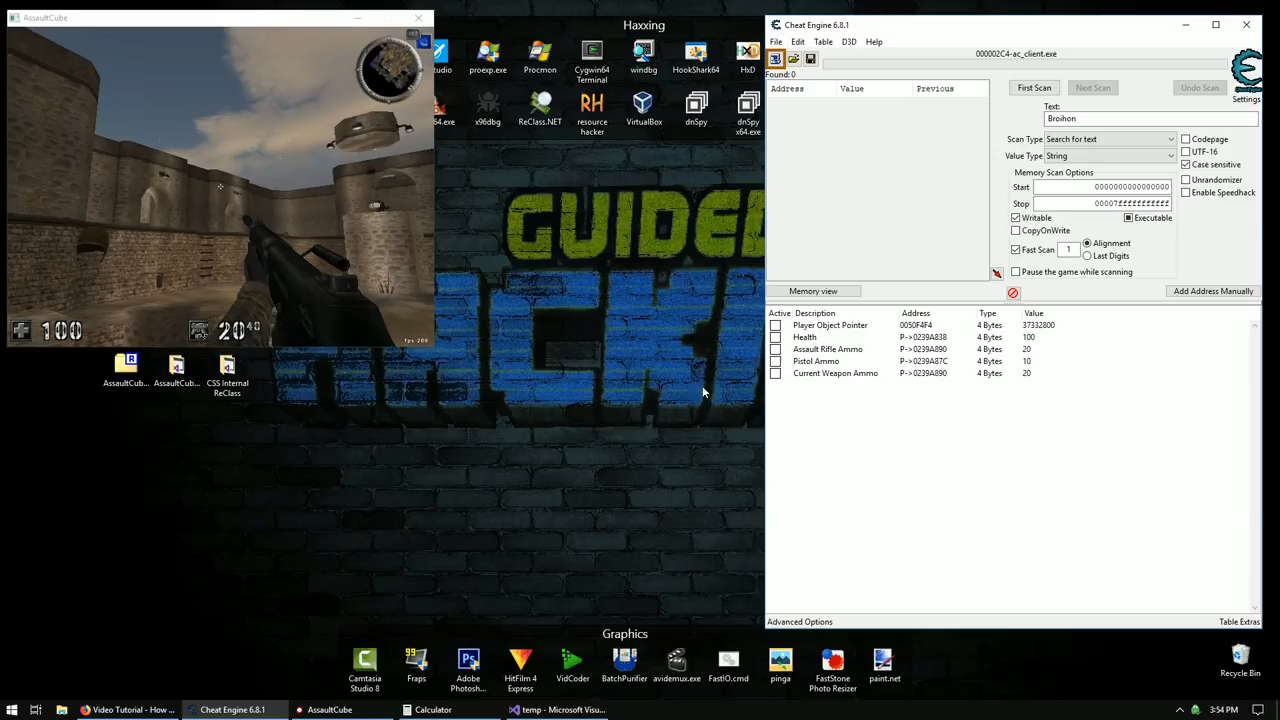 AssaultCube
100
20 40
fps 200
Haxxing
proexp.exe
Procmon
Cygwin64
Terminal
windbg
HookShark64
HxD
x96dbg
ReClass.NET
resource
hacker
VirtualBox
dnSpy
dnSpy
x64.exe
AssaultCub...
AssaultCub...
CSS Internal
ReClass
Cheat Engine 6.8.1
File Edit Table D3D Help
000002C4-ac_client.exe
Found: 0
Address Value Previous
First Scan Next Scan Undo Scan
Settings
Text:
Broihon
Scan Type Search for text
Value Type String
Codepage
UTF-16
Case sensitive
Memory Scan Options
Start 0000000000000000
Stop 00007fffffffffff
Unrandomizer
Enable Speedhack
Writable Executable
CopyOnWrite
Fast Scan 1 Alignment
Last Digits
Pause the game while scanning
Memory view Add Address Manually
Active Description Address Type Value
Player Object Pointer 0050F4F4 4 Bytes 37332800
Health P->0239A838 4 Bytes 100
Assault Rifle Ammo P->0239A890 4 Bytes 20
Pistol Ammo P->0239A87C 4 Bytes 10
Current Weapon Ammo P->0239A890 4 Bytes 20
Advanced Options Table Extras
Graphics
Camtasia
Studio 8
99
Fraps
Adobe
Photosh...
HitFilm 4
Express
VidCoder
BatchPurifier
avidemux.exe
FastIO.cmd
pinga
FastStone
Photo Resizer
paint.net
Recycle Bin
Video Tutorial - How ...
Cheat Engine 6.8.1
AssaultCube
Calculator
temp - Microsoft Visu...
3:54 PM